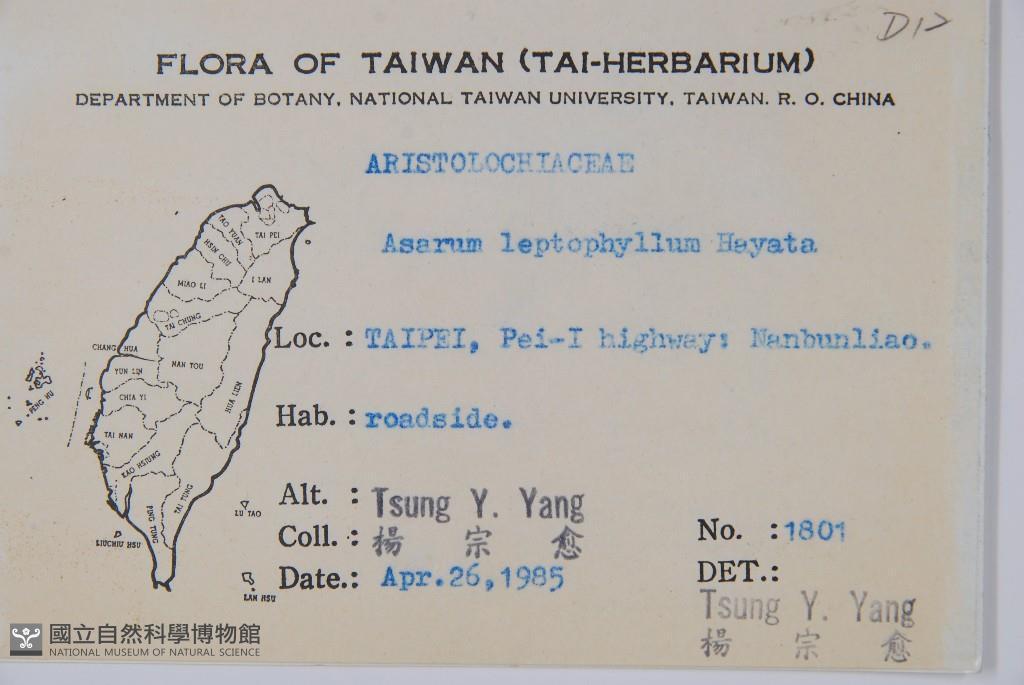 D12
FLORA OF TAIWAN (TAI-HERBARIUM)
DEPARTMENT OF BOTANY, NATIONAL TAIWAN UNIVERSITY, TAIWAN. R. O. CHINA
ARISTOLOCHIACEAE
Asarum leptophyllum Hayata
TAO YUAN
TAI PEI
HSIN CHU
I LAN
MIAO LI
TAI CHUNG
Loc. : TAIPEI, Pei-I highway: Nanbunliao.
CHANG HUA
NAN TOU
YUN LIN
PENG HU
CHIA YI
HUA LIEN
Hab. : roadside.
TAI NAN
KAO HSIUNG
TAI TUNG
PING TUNG
LU TAO
LIUCHIU HSU
LAN HSU
Alt. : Tsung Y. Yang
Coll. : 楊 宗 愈
Date.: Apr.26,1985
No. :1801
DET.:
Tsung Y. Yang
楊 宗 愈
國立自然科學博物館
NATIONAL MUSEUM OF NATURAL SCIENCE